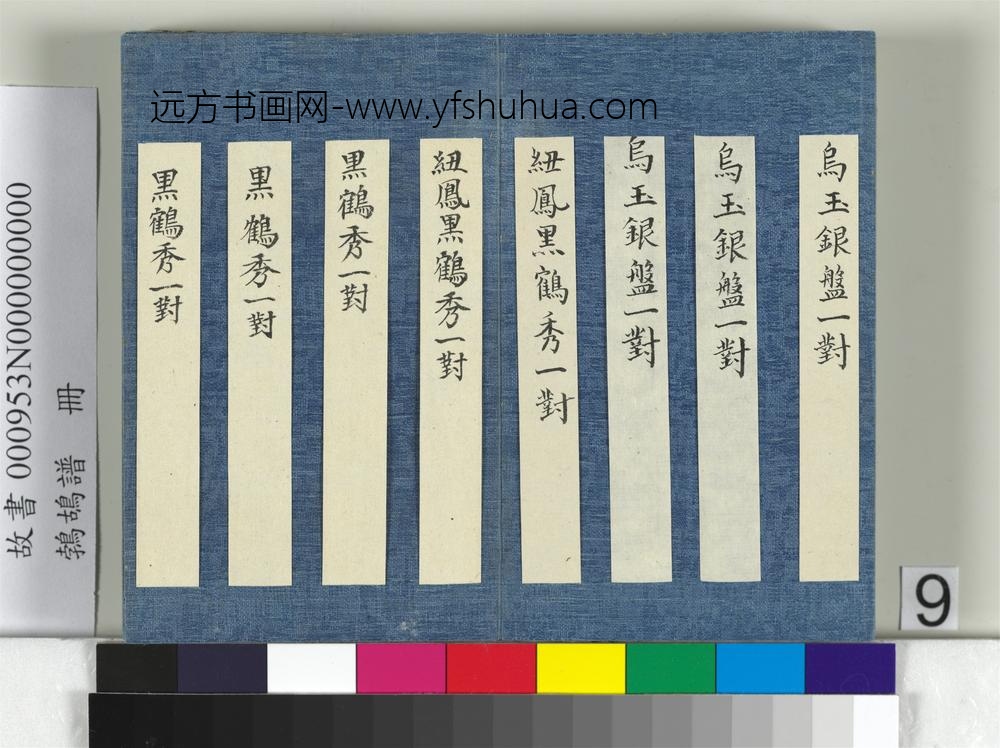 远方书画网-www.yfshuhua.com
烏玉銀盤一對
烏玉銀盤一對
烏玉銀盤一對
紐鳳黑鶴秀一對
紐鳳黑鶴秀一對
黑鶴秀一對
黑鶴秀一對
黑鶴秀一對
故書 000953N000000000
鵓鴣譜 冊
9